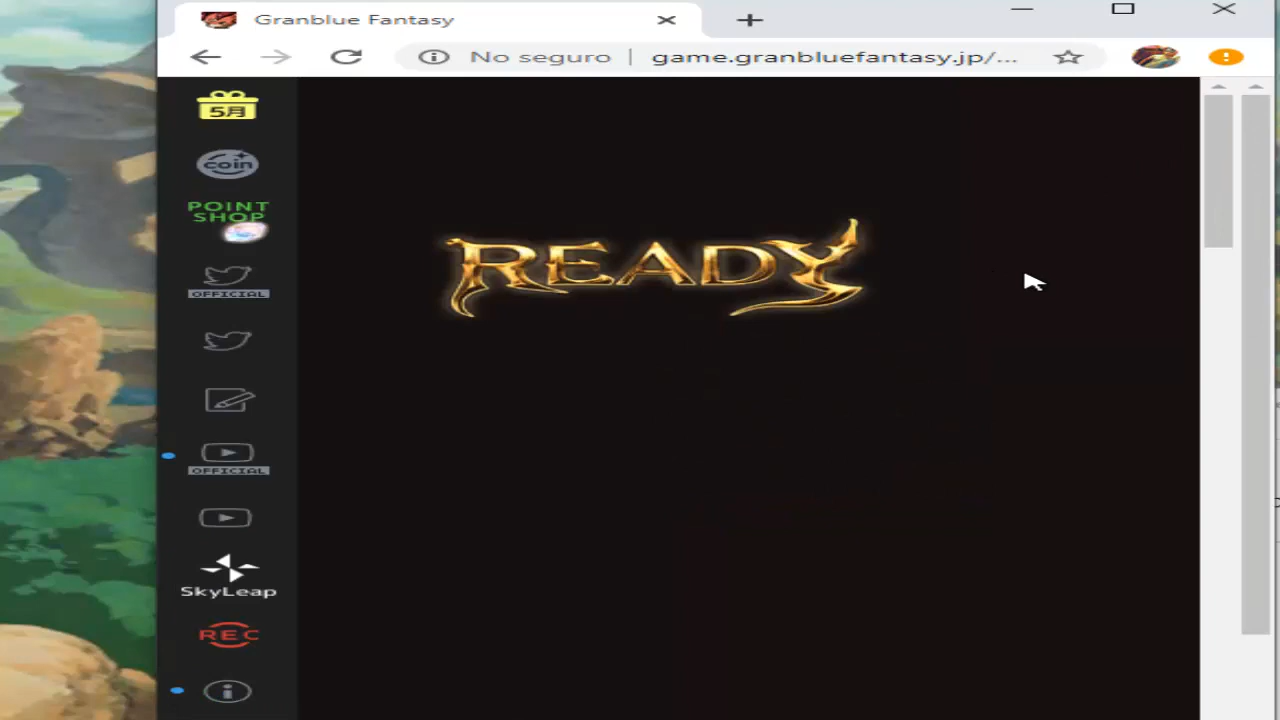 Granblue Fantasy
No seguro
game.granbluefantasy.jp/...
5月
coin
POINT
SHOP
OFFICIAL
OFFICIAL
SkyLeap
REC
READY